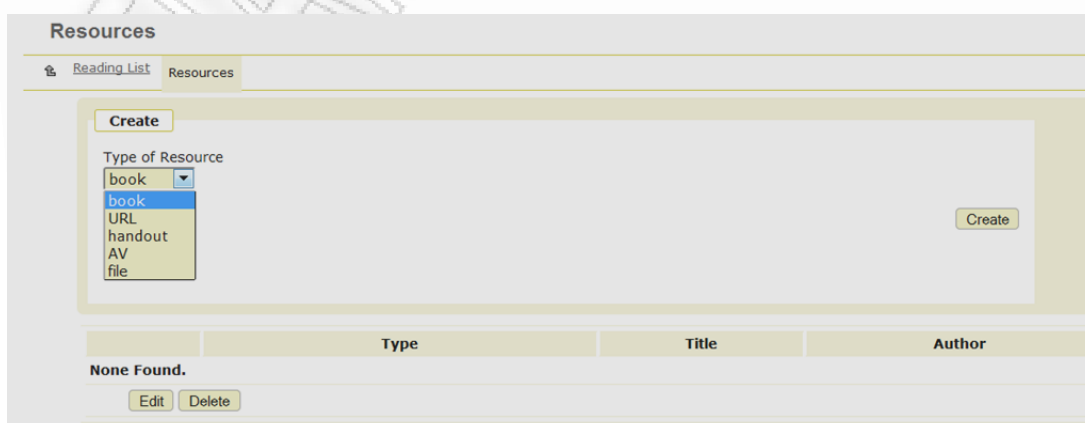 Resources
Reading List Resources
Create
Type of Resource
book
book
URL
handout
AV
file
Create
Type Title Author
None Found.
Edit Delete